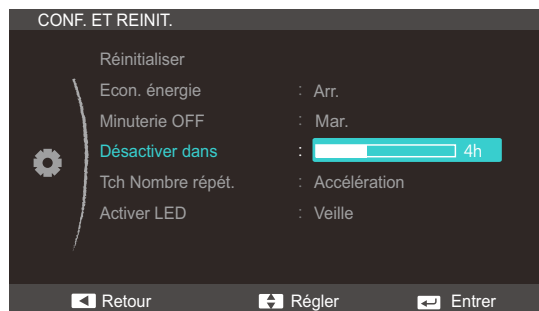 CONF. ET REINIT.
Réinitialiser
Econ. énergie : Arr.
Minuterie OFF : Mar.
Désactiver dans : 4h
Tch Nombre répét. : Accélération
Activer LED : Veille
Retour Régler Entrer